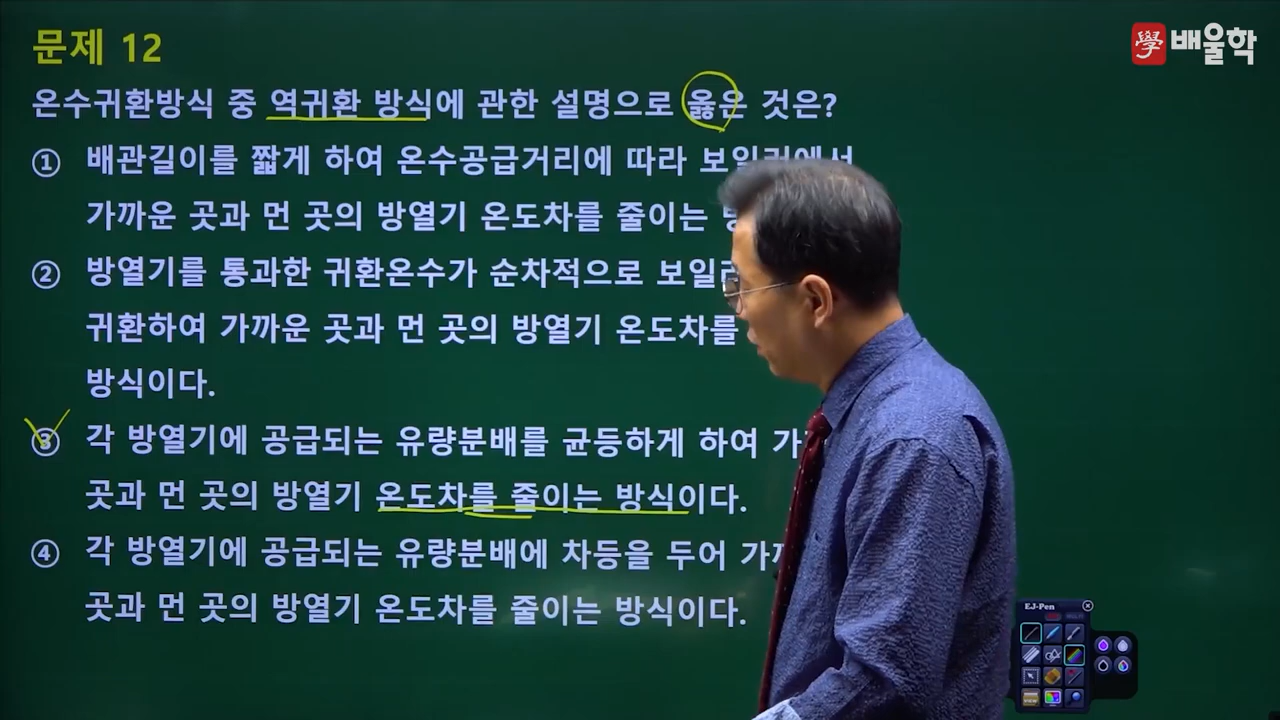 문제 12
學 배울학
온수귀환방식 중 역귀환 방식에 관한 설명으로 옳은 것은?
① 배관길이를 짧게 하여 온수공급거리에 따라 보일러에서
가까운 곳과 먼 곳의 방열기 온도차를 줄이는
② 방열기를 통과한 귀환온수가 순차적으로
귀환하여 가까운 곳과 먼 곳의 방열기 온도차를
방식이다.
③ 각 방열기에 공급되는 유량분배를 균등하게 하여
곳과 먼 곳의 방열기 온도차를 줄이는 방식이다.
④ 각 방열기에 공급되는 유량분배에 차등을 두어
곳과 먼 곳의 방열기 온도차를 줄이는 방식이다.
EJ-Pen